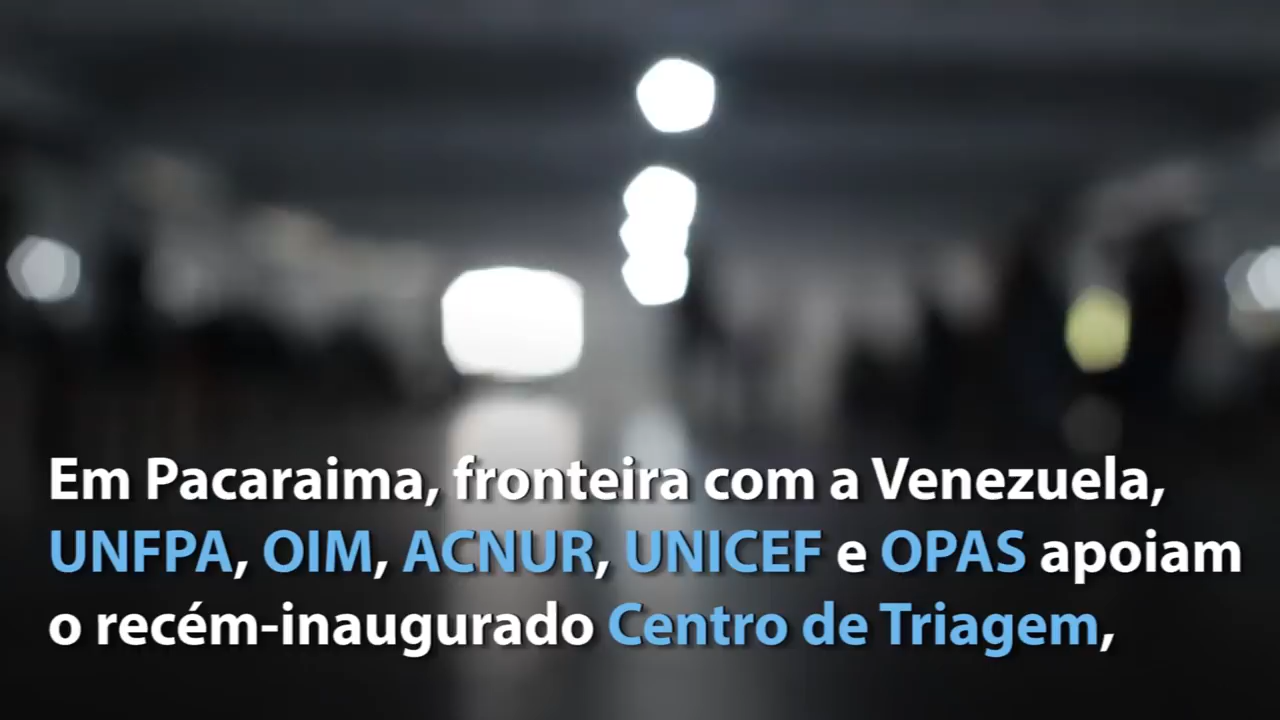 Em Pacaraima, fronteira com a Venezuela,
UNFPA, OIM, ACNUR, UNICEF e OPAS apoiam
o recém-inaugurado Centro de Triagem,